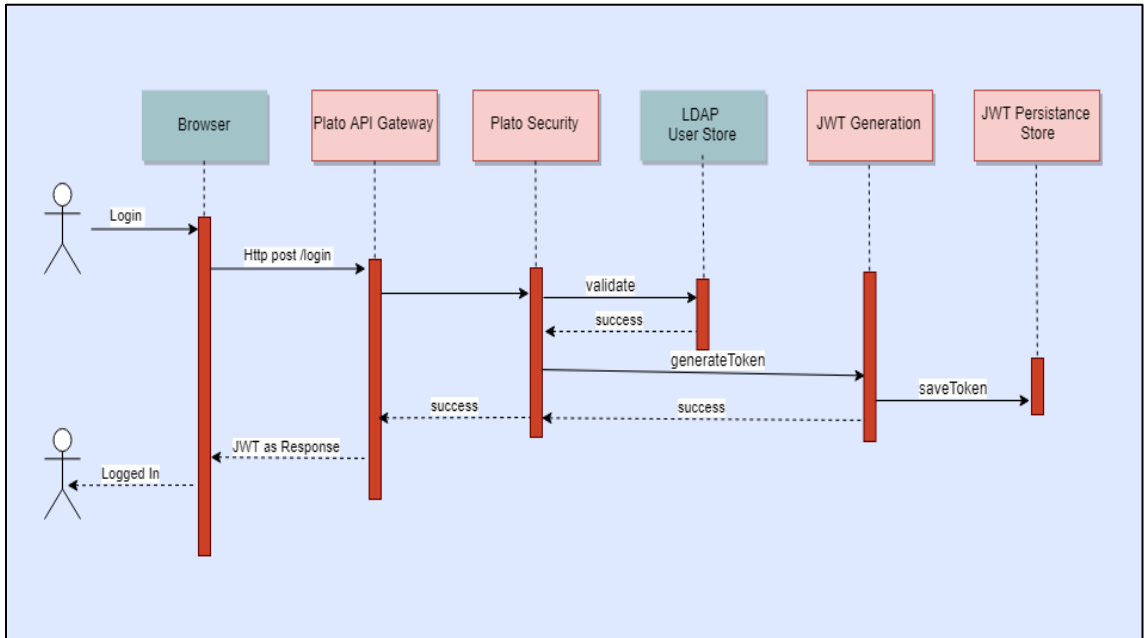 Browser
Plato API Gateway
Plato Security
LDAP
User Store
JWT Generation
JWT Persistance
Store
Login
Http post /login
validate
success
generateToken
saveToken
success
success
JWT as Response
Logged In